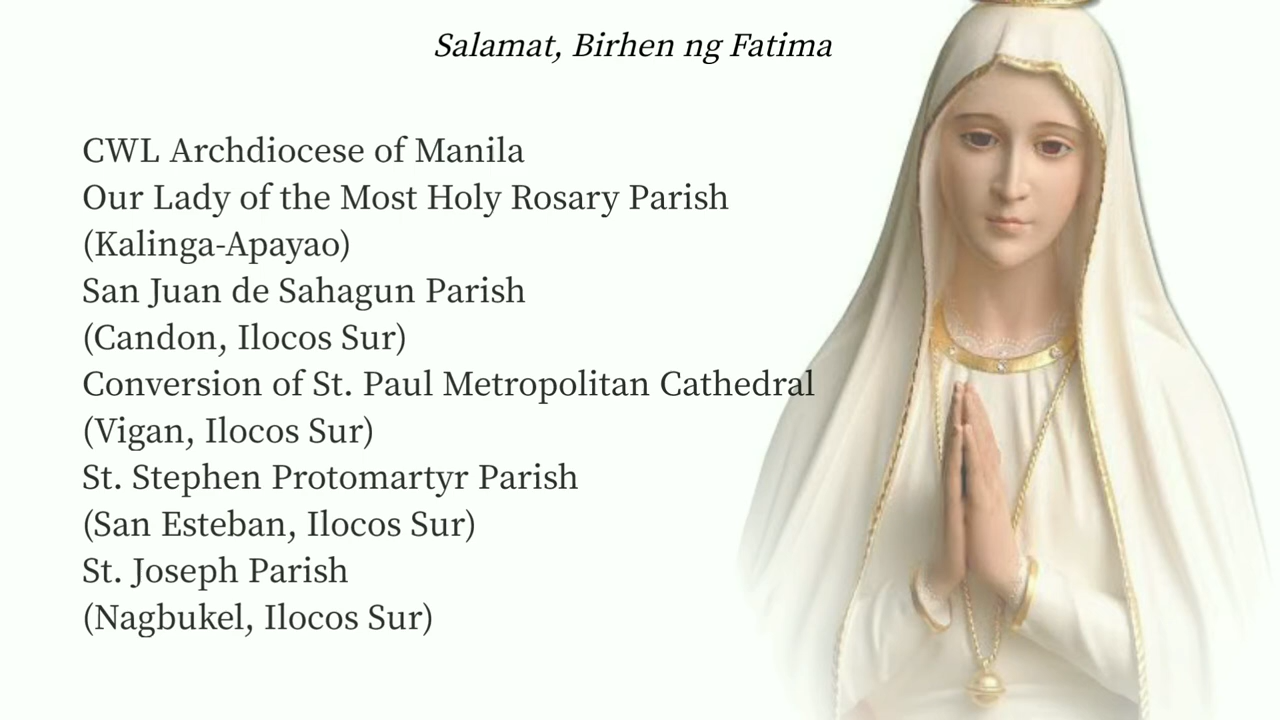 Salamat, Birhen ng Fatima
CWL Archdiocese of Manila
Our Lady of the Most Holy Rosary Parish
(Kalinga-Apayao)
San Juan de Sahagun Parish
(Candon, Ilocos Sur)
Conversion of St. Paul Metropolitan Cathedral
(Vigan, Ilocos Sur)
St. Stephen Protomartyr Parish
(San Esteban, Ilocos Sur)
St. Joseph Parish
(Nagbukel, Ilocos Sur)